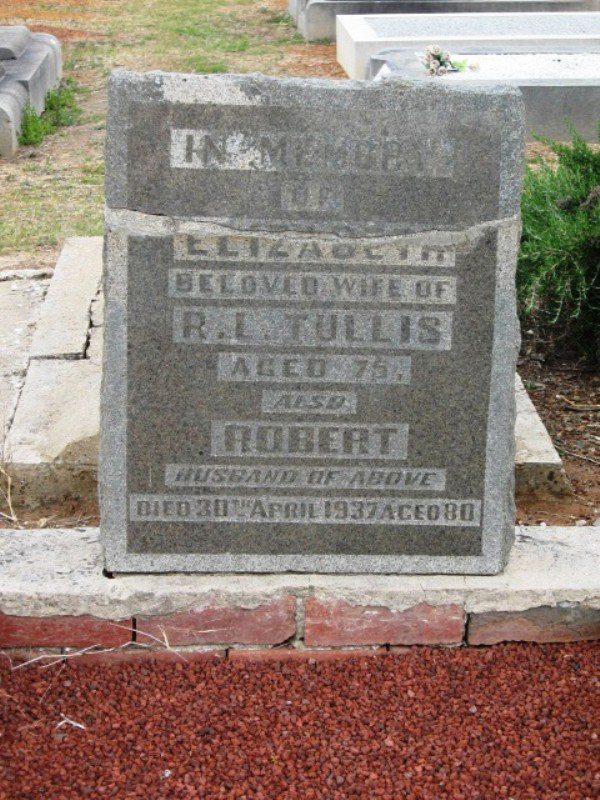 IN MEMORY
OF
ELIZABETH
BELOVED WIFE OF
R. L. TULLIS
AGED 75.
ALSO
ROBERT
HUSBAND OF ABOVE
DIED 30TH APRIL 1937 AGED 80